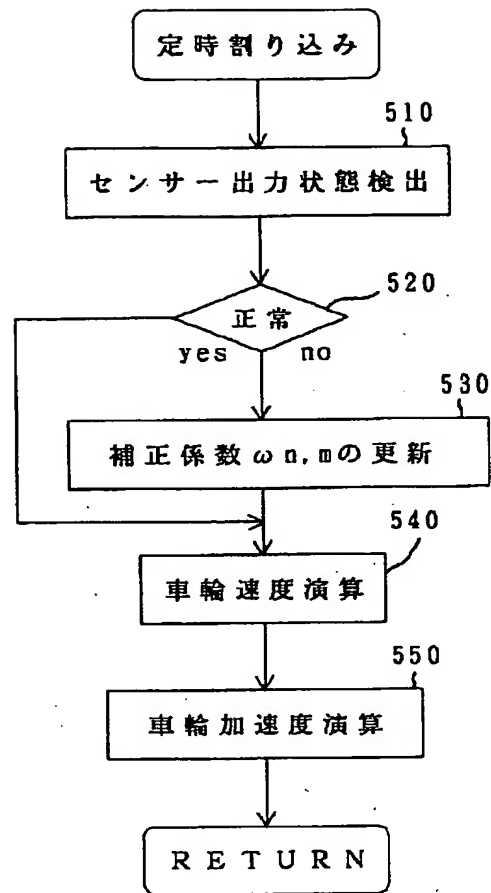 定時割り込み
510
センサー出力状態検出
520
正常
yes no
530
補正係数ωn,mの更新
540
車輪速度演算
550
車輪加速度演算
RETURN